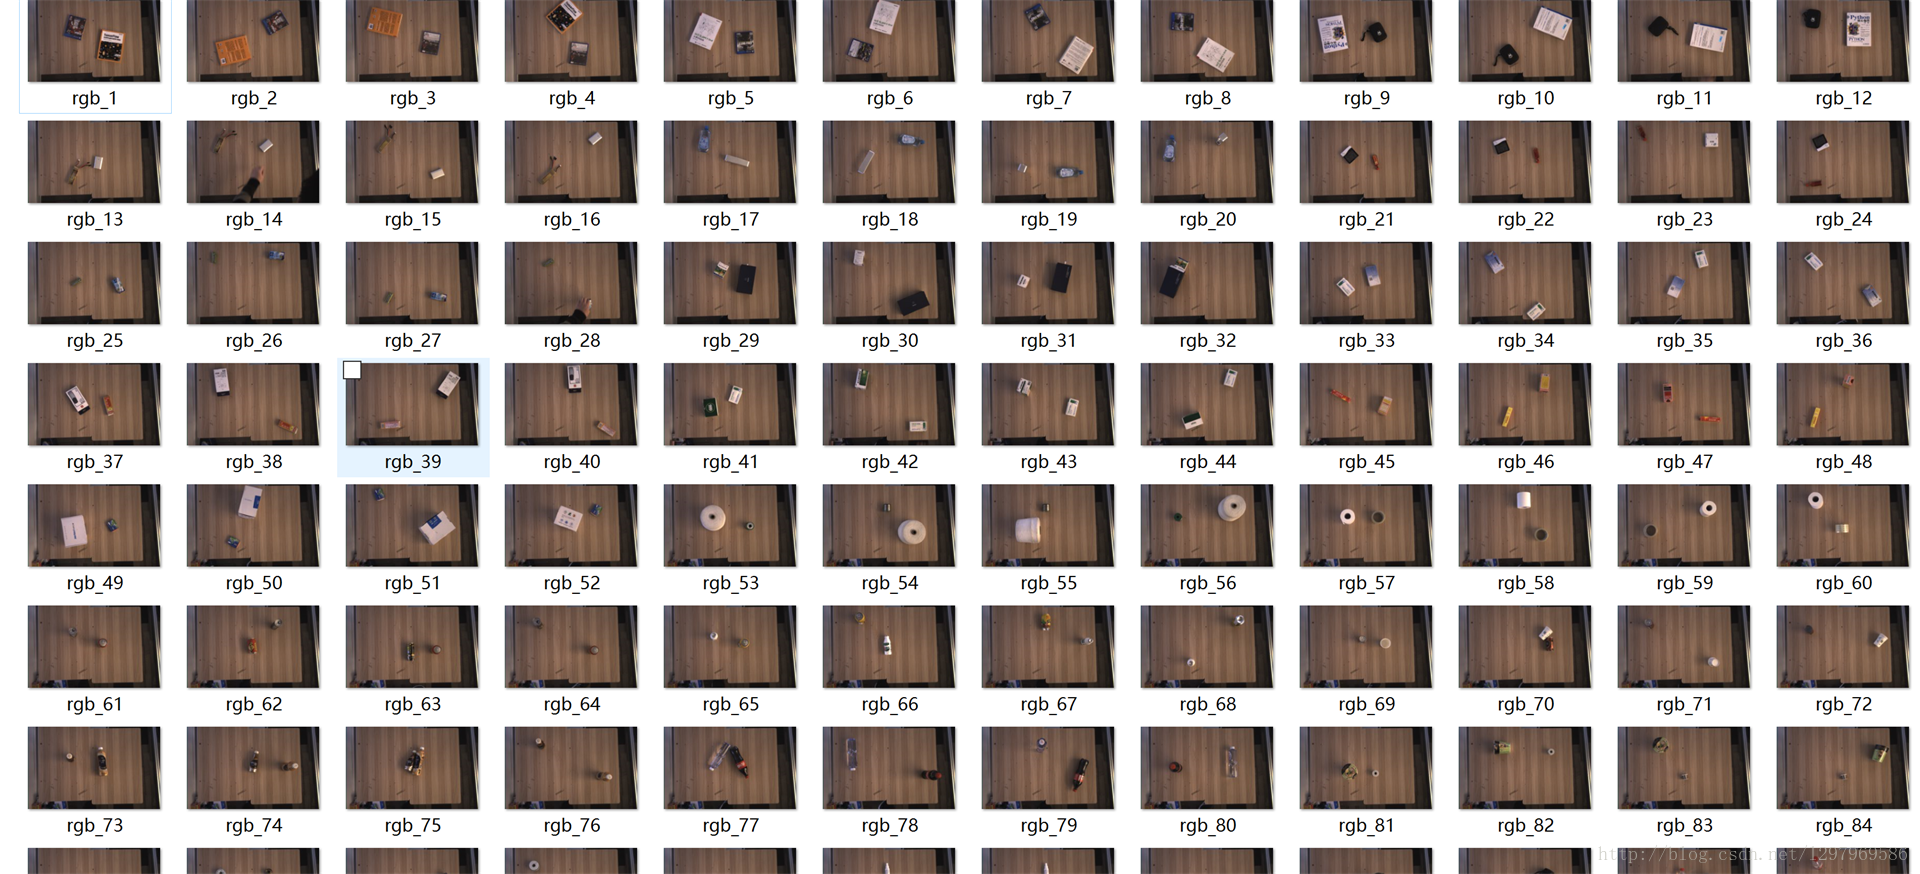 rgb_1 rgb_2 rgb_3 rgb_4 rgb_5 rgb_6 rgb_7 rgb_8 rgb_9 rgb_10 rgb_11 rgb_12
rgb_13 rgb_14 rgb_15 rgb_16 rgb_17 rgb_18 rgb_19 rgb_20 rgb_21 rgb_22 rgb_23 rgb_24
rgb_25 rgb_26 rgb_27 rgb_28 rgb_29 rgb_30 rgb_31 rgb_32 rgb_33 rgb_34 rgb_35 rgb_36
rgb_37 rgb_38 rgb_39 rgb_40 rgb_41 rgb_42 rgb_43 rgb_44 rgb_45 rgb_46 rgb_47 rgb_48
rgb_49 rgb_50 rgb_51 rgb_52 rgb_53 rgb_54 rgb_55 rgb_56 rgb_57 rgb_58 rgb_59 rgb_60
rgb_61 rgb_62 rgb_63 rgb_64 rgb_65 rgb_66 rgb_67 rgb_68 rgb_69 rgb_70 rgb_71 rgb_72
rgb_73 rgb_74 rgb_75 rgb_76 rgb_77 rgb_78 rgb_79 rgb_80 rgb_81 rgb_82 rgb_83 rgb_84
http://blog.csdn.net/1297969586